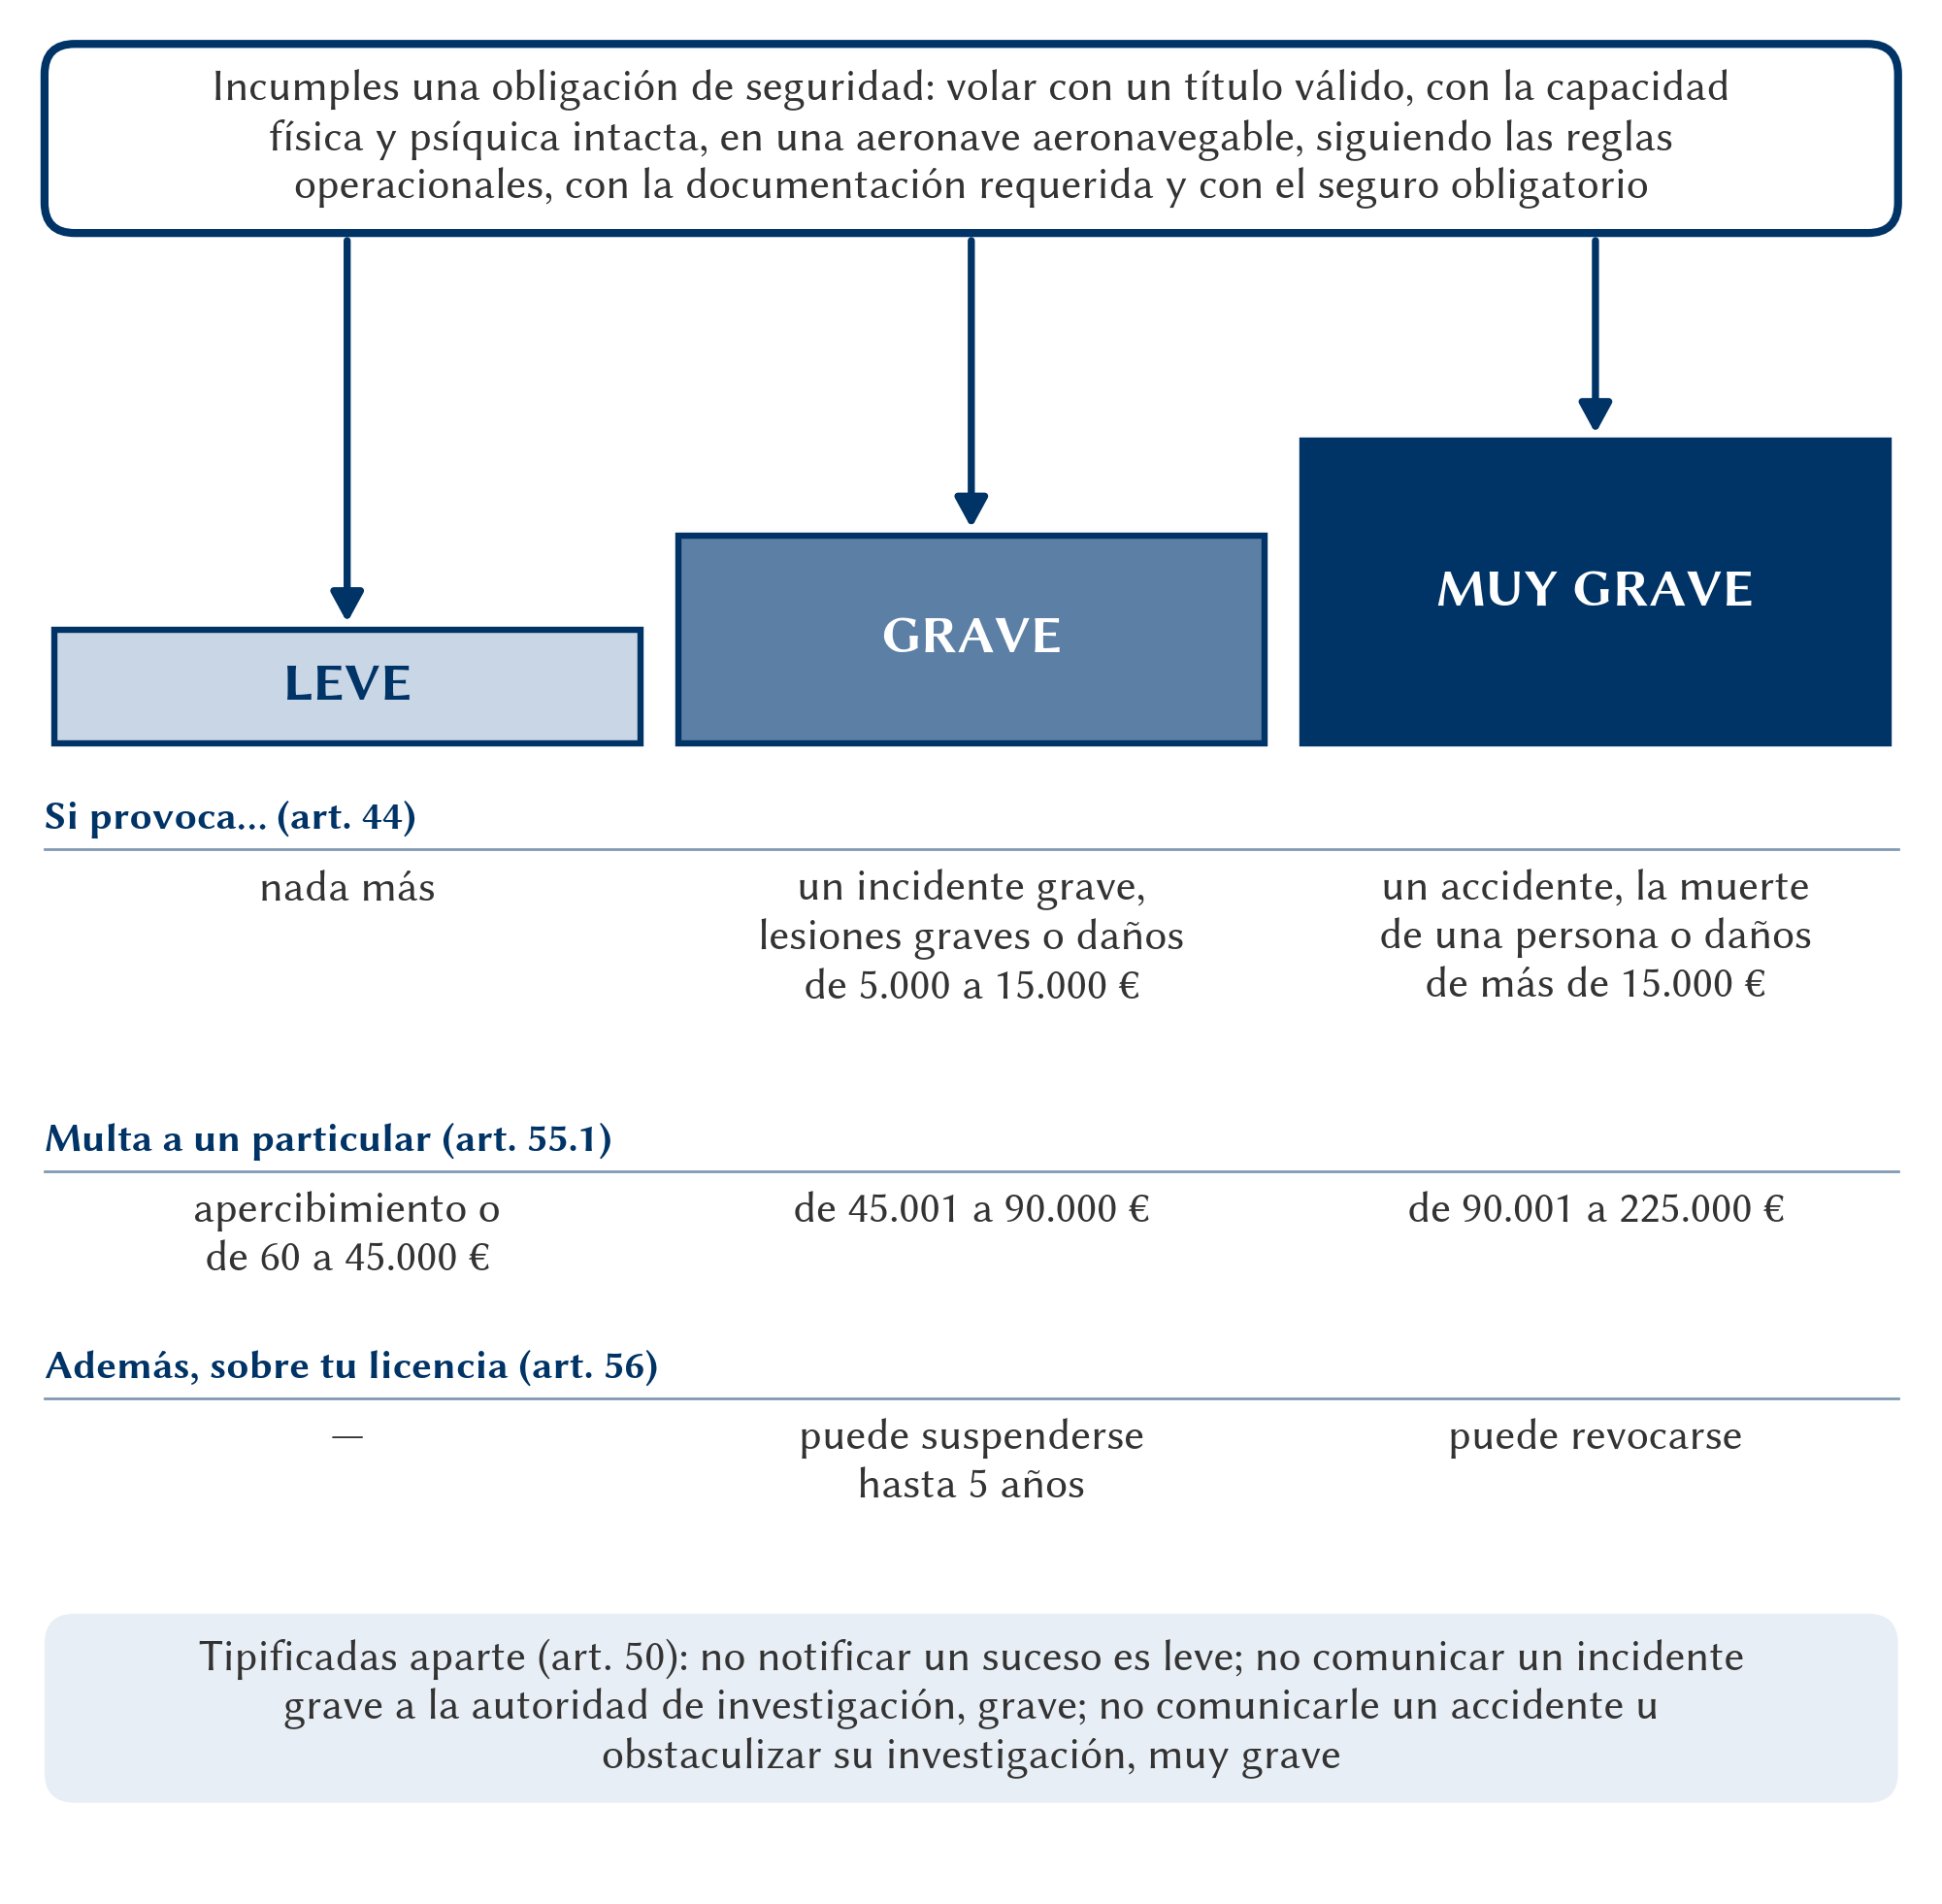 Incumples una obligación de seguridad: volar con un título válido, con la capacidad
física y psíquica intacta, en una aeronave aeronavegable, siguiendo las reglas
operacionales, con la documentación requerida y con el seguro obligatorio
LEVE
GRAVE
MUY GRAVE
Si provoca... (art. 44)
nada más
un incidente grave,
lesiones graves o daños
de 5.000 a 15.000 €
un accidente, la muerte
de una persona o daños
de más de 15.000 €
Multa a un particular (art. 55.1)
apercibimiento o
de 60 a 45.000 €
de 45.001 a 90.000 €
de 90.001 a 225.000 €
Además, sobre tu licencia (art. 56)
—
puede suspenderse
hasta 5 años
puede revocarse
Tipificadas aparte (art. 50): no notificar un suceso es leve; no comunicar un incidente
grave a la autoridad de investigación, grave; no comunicarle un accidente u
obstaculizar su investigación, muy grave